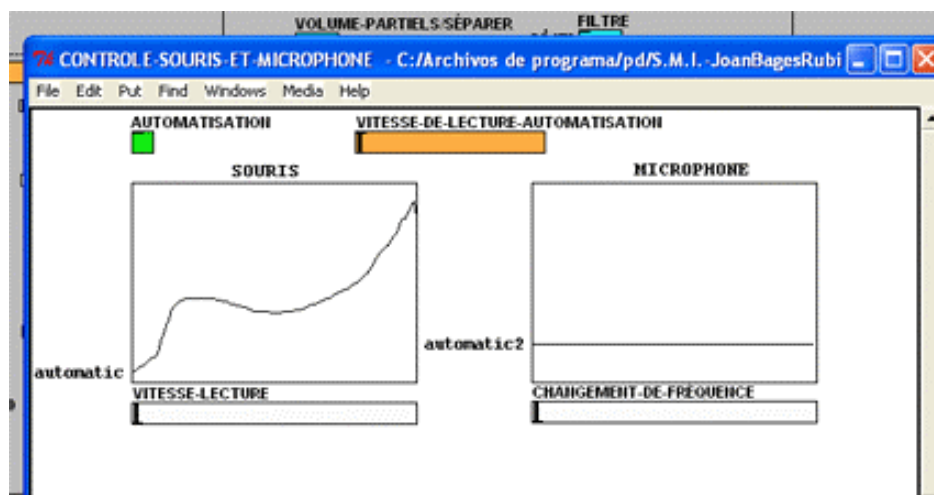 VOLUME-PARTIELS/SÉPARER FILTRE
CONTROLE-SOURIS-ET-MICROPHONE - C:/Archivos de programa/pd/S.M.I.-JoanBagesRubi
File Edit Put Find Windows Media Help
AUTOMATISATION VITESSE-DE-LECTURE-AUTOMATISATION
SOURIS MICROPHONE
automatic2
automatic
VITESSE-LECTURE CHANGEMENT-DE-FRÉQUENCE